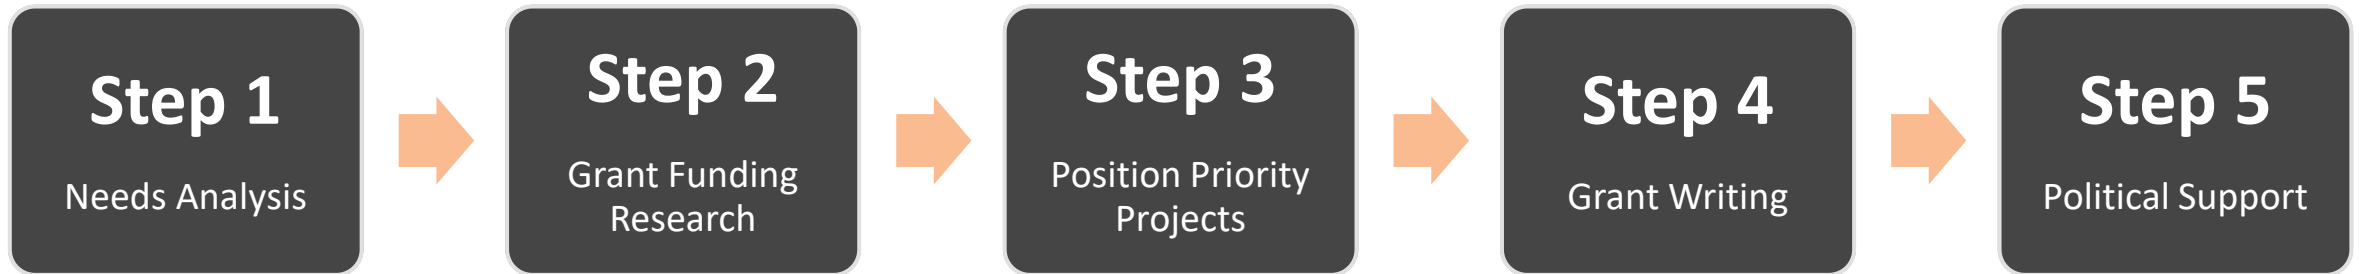 Step 1
Needs Analysis
Step 2
Grant Funding
Research
Step 3
Position Priority
Projects
Step 4
Grant Writing
Step 5
Political Support